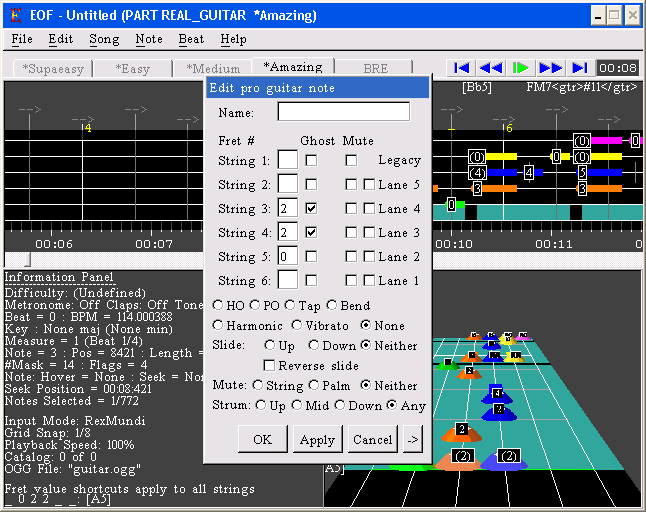 EOF - Untitled (PART REAL_GUITAR *Amazing)
File Edit Song Note Beat Help
*Supaeasy *Easy *Medium *Amazing BRE 00:08
[Bb5] FM7<gtr>#11</gtr>
--> --> --> --> --> -->
4 6
(0) 0
(0) 0 (0)
(4) 4 5
3 3
0
00:06 00:07 00:10 00:11
Edit pro guitar note
Name:
Fret # Ghost Mute
String 1: Legacy
String 2: Lane 5
String 3: 2 Lane 4
String 4: 2 Lane 3
String 5: 0 Lane 2
String 6: Lane 1
HO PO Tap Bend
Harmonic Vibrato None
Slide: Up Down Neither
Reverse slide
Mute: String Palm Neither
Strum: Up Mid Down Any
OK Apply Cancel ->
Information Panel
Difficulty: (Undefined)
Metronome: Off Claps: Off Tone
Beat = 0 : BPM = 114.000388
Key : None maj (None min)
Measure = 1 (Beat 1/4)
Note = 3 : Pos = 8421 : Length =
#Mask = 14 : Flags = 4
Note: Hover = None : Seek = Non
Seek Position = 00:08:421
Notes Selected = 1/772
Input Mode: RexMundi
Grid Snap: 1/8
Playback Speed: 100%
Catalog: 0 of 0
OGG File: "guitar.ogg"
Fret value shortcuts apply to all strings
_ 0 2 2 _ _: [A5]
4
2
2
(2) (2)
[A5]